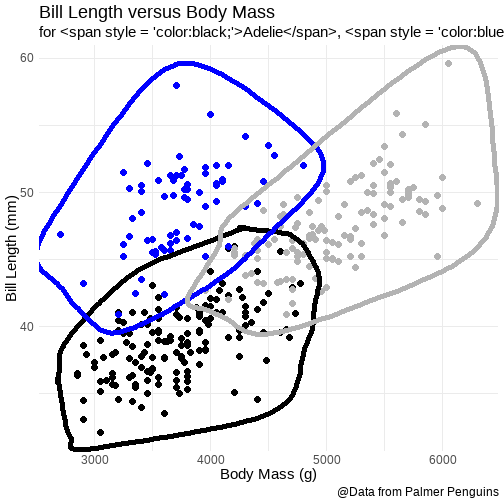 Bill Length versus Body Mass
for <span style = 'color:black;'>Adelie</span>, <span style = 'color:blue
60
50
40
Bill Length (mm)
3000 4000 5000 6000
Body Mass (g)
@Data from Palmer Penguins